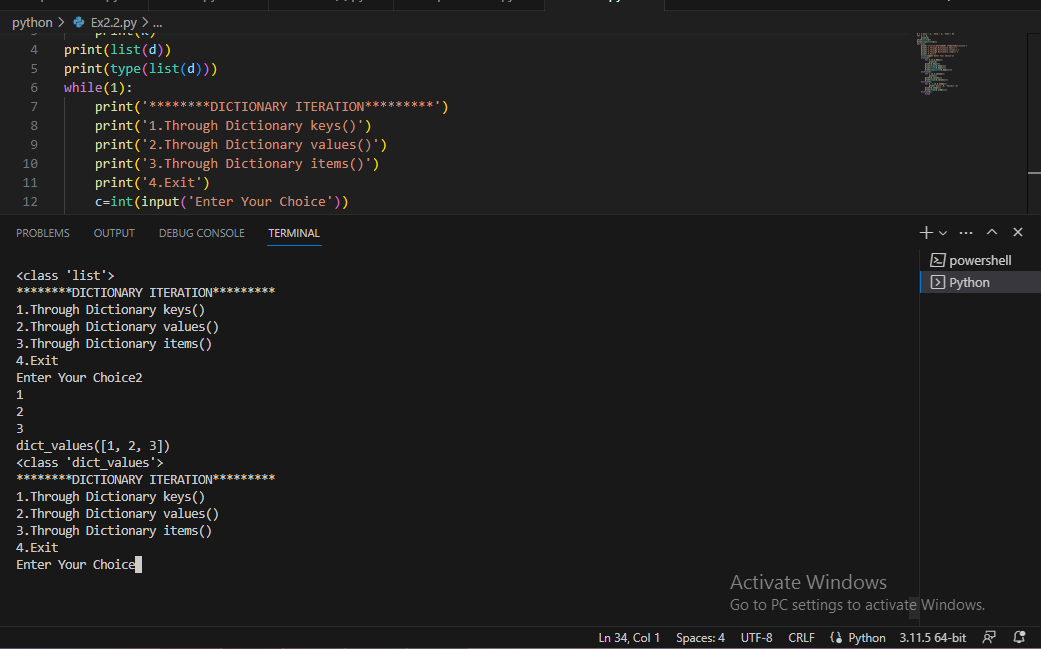 python > Ex2.2.py > ...
print(k)
4 print(list(d))
5 print(type(list(d)))
6 while(1):
7 print('********DICTIONARY ITERATION*********')
8 print('1.Through Dictionary keys()')
9 print('2.Through Dictionary values()')
10 print('3.Through Dictionary items()')
11 print('4.Exit')
12 c=int(input('Enter Your Choice'))
PROBLEMS OUTPUT DEBUG CONSOLE TERMINAL
powershell
Python
<class 'list'>
********DICTIONARY ITERATION*********
1.Through Dictionary keys()
2.Through Dictionary values()
3.Through Dictionary items()
4.Exit
Enter Your Choice2
1
2
3
dict_values([1, 2, 3])
<class 'dict_values'>
********DICTIONARY ITERATION*********
1.Through Dictionary keys()
2.Through Dictionary values()
3.Through Dictionary items()
4.Exit
Enter Your Choice
Activate Windows
Go to PC settings to activate Windows.
Ln 34, Col 1 Spaces: 4 UTF-8 CRLF Python 3.11.5 64-bit